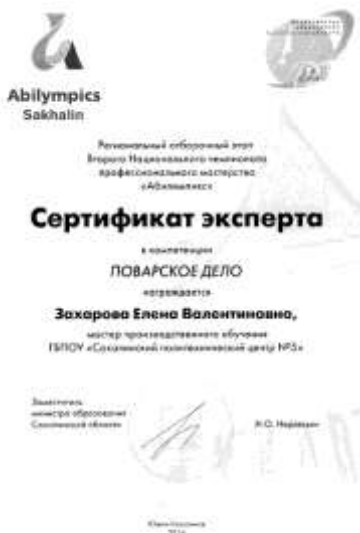 Abilympics
Sakhalin
Региональный отборочный этап
Второго Национального чемпионата
профессионального мастерства
«Абилимпикс»
Сертификат эксперта
в компетенции
ПОВАРСКОЕ ДЕЛО
награждается
Захарова Елена Валентиновна,
мастер производственного обучения
ГБПОУ «Сахалинский политехнический центр №5»
Заместитель
министра образования
Сахалинской области
Южно-Сахалинск
2016